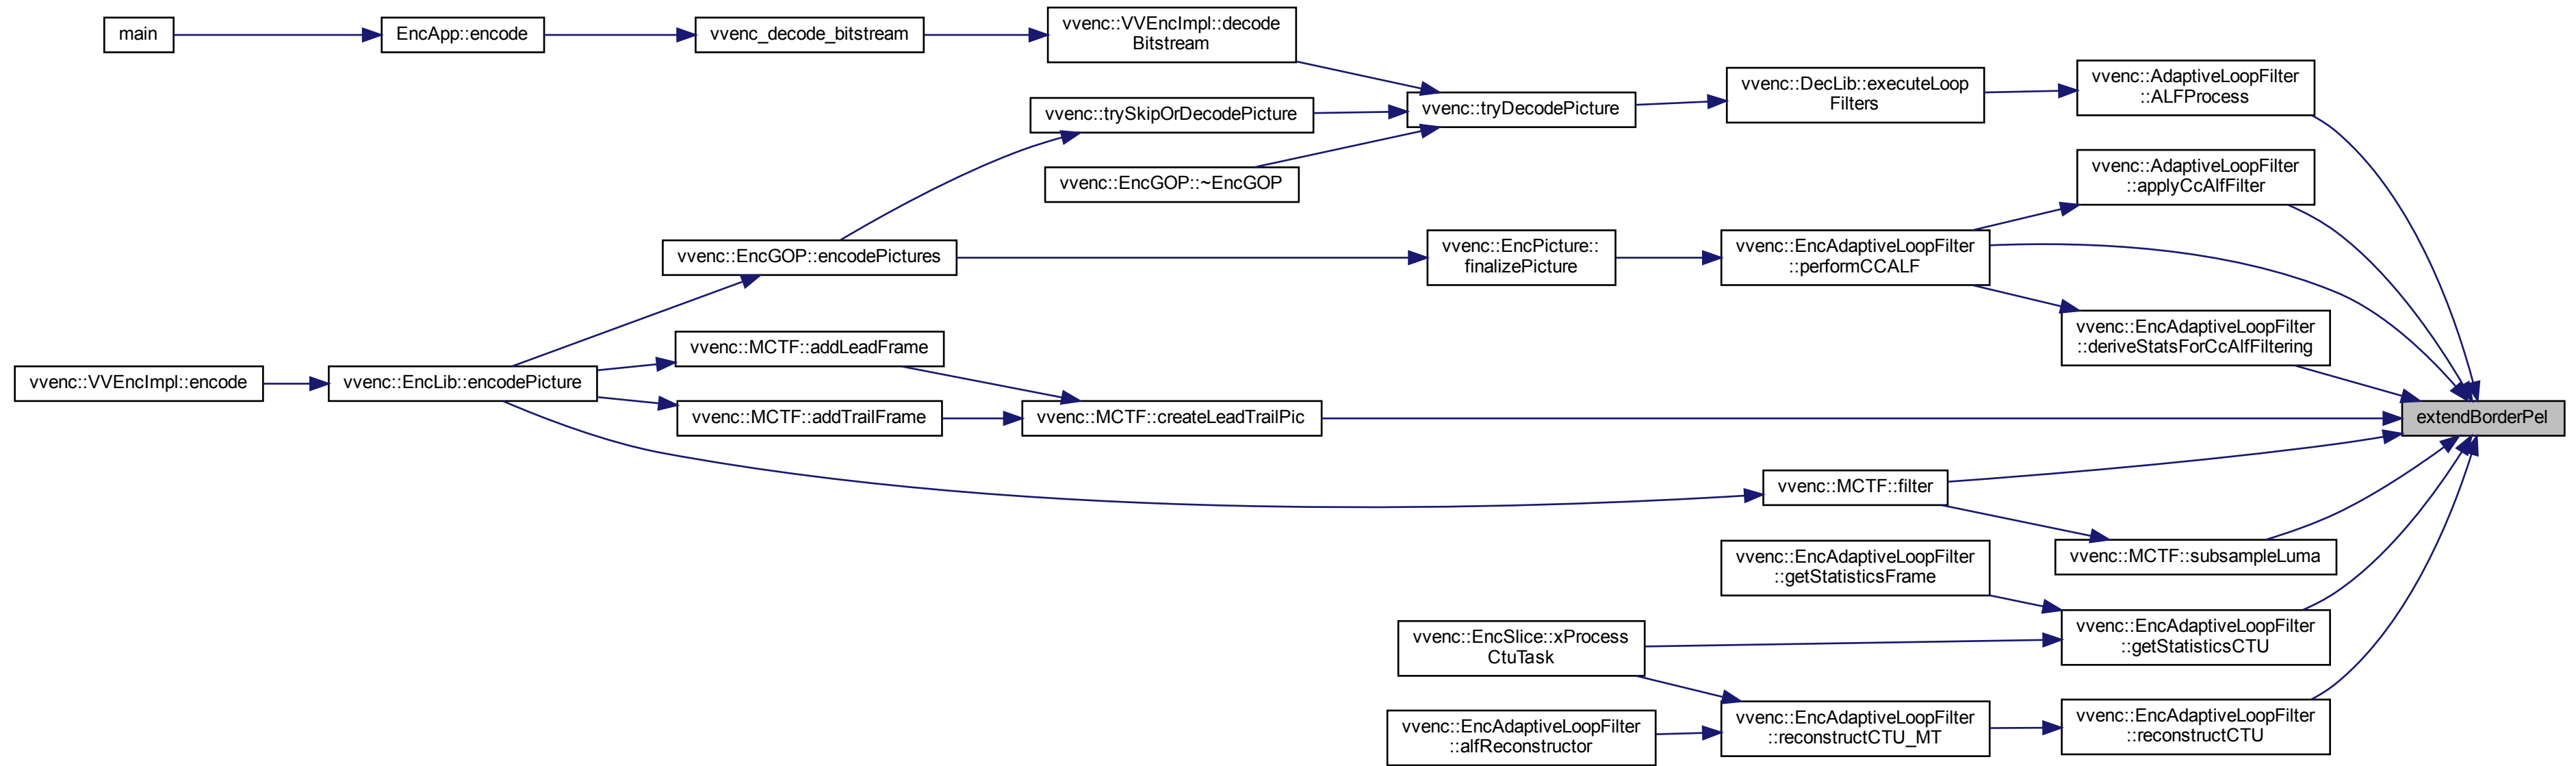 main
EncApp::encode
vvenc_decode_bitstream
vvenc::VVEncImpl::decode
Bitstream
vvenc::tryDecodePicture
vvenc::DecLib::executeLoop
Filters
vvenc::AdaptiveLoopFilter
::ALFProcess
vvenc::trySkipOrDecodePicture
vvenc::EncGOP::~EncGOP
vvenc::AdaptiveLoopFilter
::applyCcAlfFilter
vvenc::EncGOP::encodePictures
vvenc::EncPicture::
finalizePicture
vvenc::EncAdaptiveLoopFilter
::performCCALF
vvenc::EncAdaptiveLoopFilter
::deriveStatsForCcAlfFiltering
vvenc::MCTF::addLeadFrame
vvenc::VVEncImpl::encode
vvenc::EncLib::encodePicture
vvenc::MCTF::addTrailFrame
vvenc::MCTF::createLeadTrailPic
extendBorderPel
vvenc::MCTF::filter
vvenc::MCTF::subsampleLuma
vvenc::EncAdaptiveLoopFilter
::getStatisticsFrame
vvenc::EncSlice::xProcess
CtuTask
vvenc::EncAdaptiveLoopFilter
::getStatisticsCTU
vvenc::EncAdaptiveLoopFilter
::alfReconstructor
vvenc::EncAdaptiveLoopFilter
::reconstructCTU_MT
vvenc::EncAdaptiveLoopFilter
::reconstructCTU